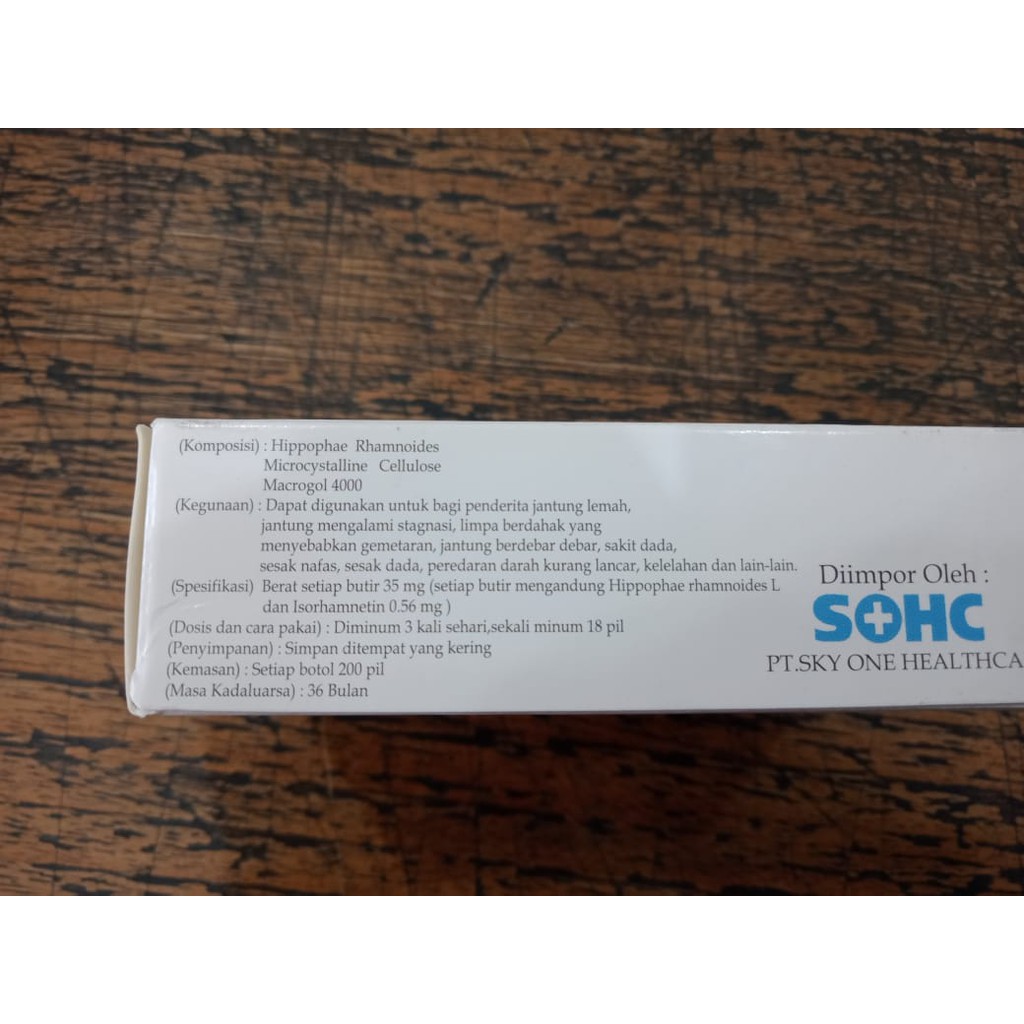 (Komposisi) : Hippophae Rhamnoides
Microcystalline Cellulose
Macrogol 4000
(Kegunaan) : Dapat digunakan untuk bagi penderita jantung lemah,
jantung mengalami stagnasi, limpa berdahak yang
menyebabkan gemetaran, jantung berdebar debar, sakit dada,
sesak nafas, sesak dada, peredaran darah kurang lancar, kelelahan dan lain-lain.
(Spesifikasi) Berat setiap butir 35 mg (setiap butir mengandung Hippophae rhamnoides L
dan Isorhamnetin 0.56 mg )
(Dosis dan cara pakai) : Diminum 3 kali sehari,sekali minum 18 pil
(Penyimpanan) : Simpan ditempat yang kering
(Kemasan) : Setiap botol 200 pil
(Masa Kadaluarsa) : 36 Bulan
Diimpor Oleh :
SOHC
PT.SKY ONE HEALTHCA